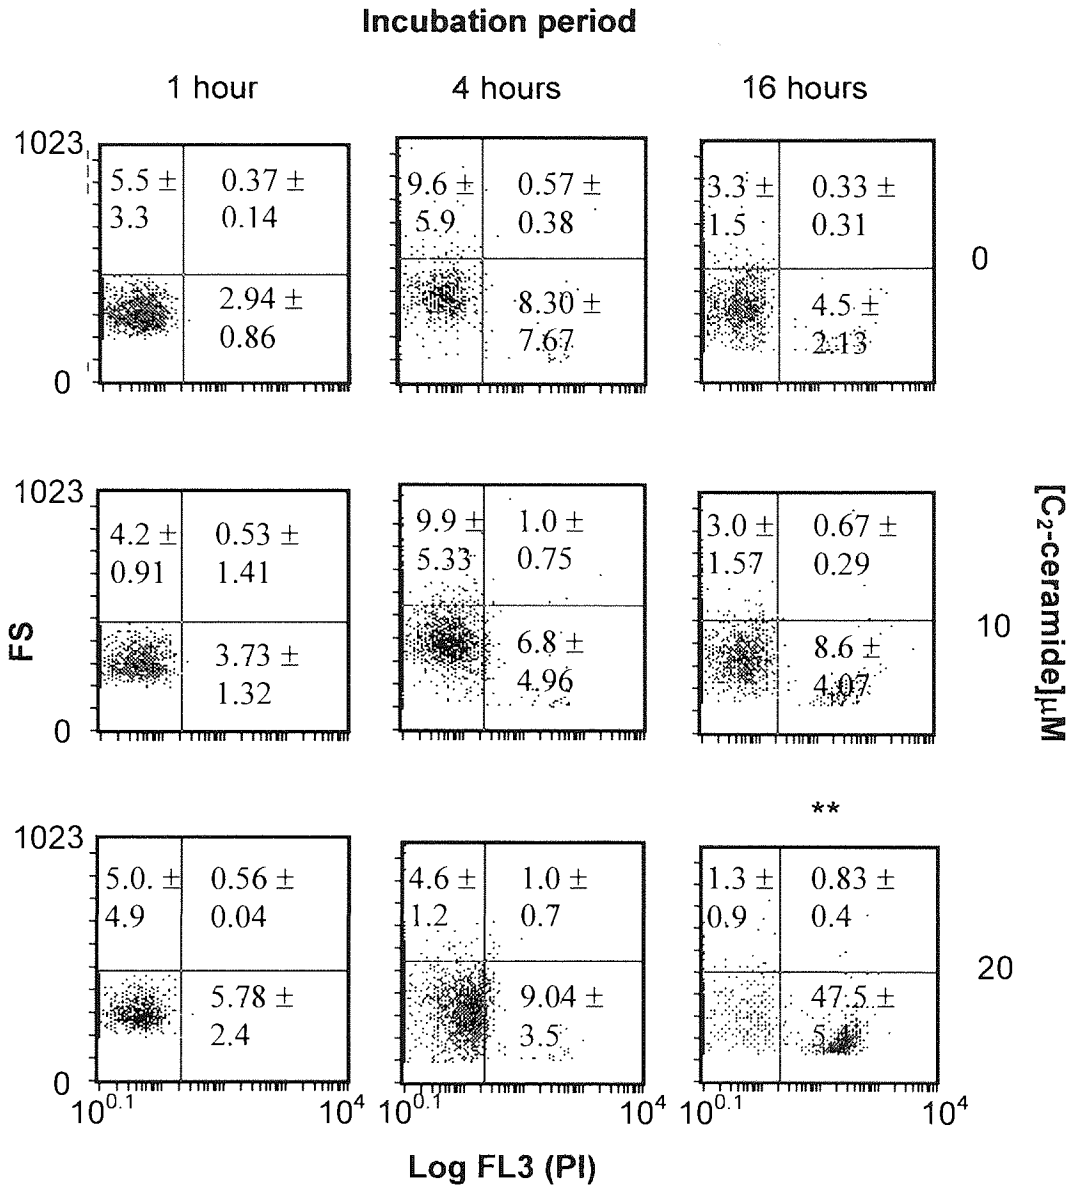 Incubation period
1 hour 4 hours 16 hours
1023
5.5 ± 0.37 ± 9.6 ± 0.57 ± 3.3 ± 0.33 ±
3.3 0.14 5.9 0.38 1.5 0.31
0
2.94 ± 8.30 ± 4.5 ±
0.86 7.67 2.13
0
1023
4.2 ± 0.53 ± 9.9 ± 1.0 ± 3.0 ± 0.67 ±
0.91 1.41 5.33 0.75 1.57 0.29
10
3.73 ± 6.8 ± 8.6 ±
1.32 4.96 4.07
0
FS
[C2-ceramide]µM
**
1023
5.0. ± 0.56 ± 4.6 ± 1.0 ± 1.3 ± 0.83 ±
4.9 0.04 1.2 0.7 0.9 0.4
20
5.78 ± 9.04 ± 47.5 ±
2.4 3.5
0
10^0.1 10^4 10^0.1 10^4 10^0.1 10^4
Log FL3 (PI)